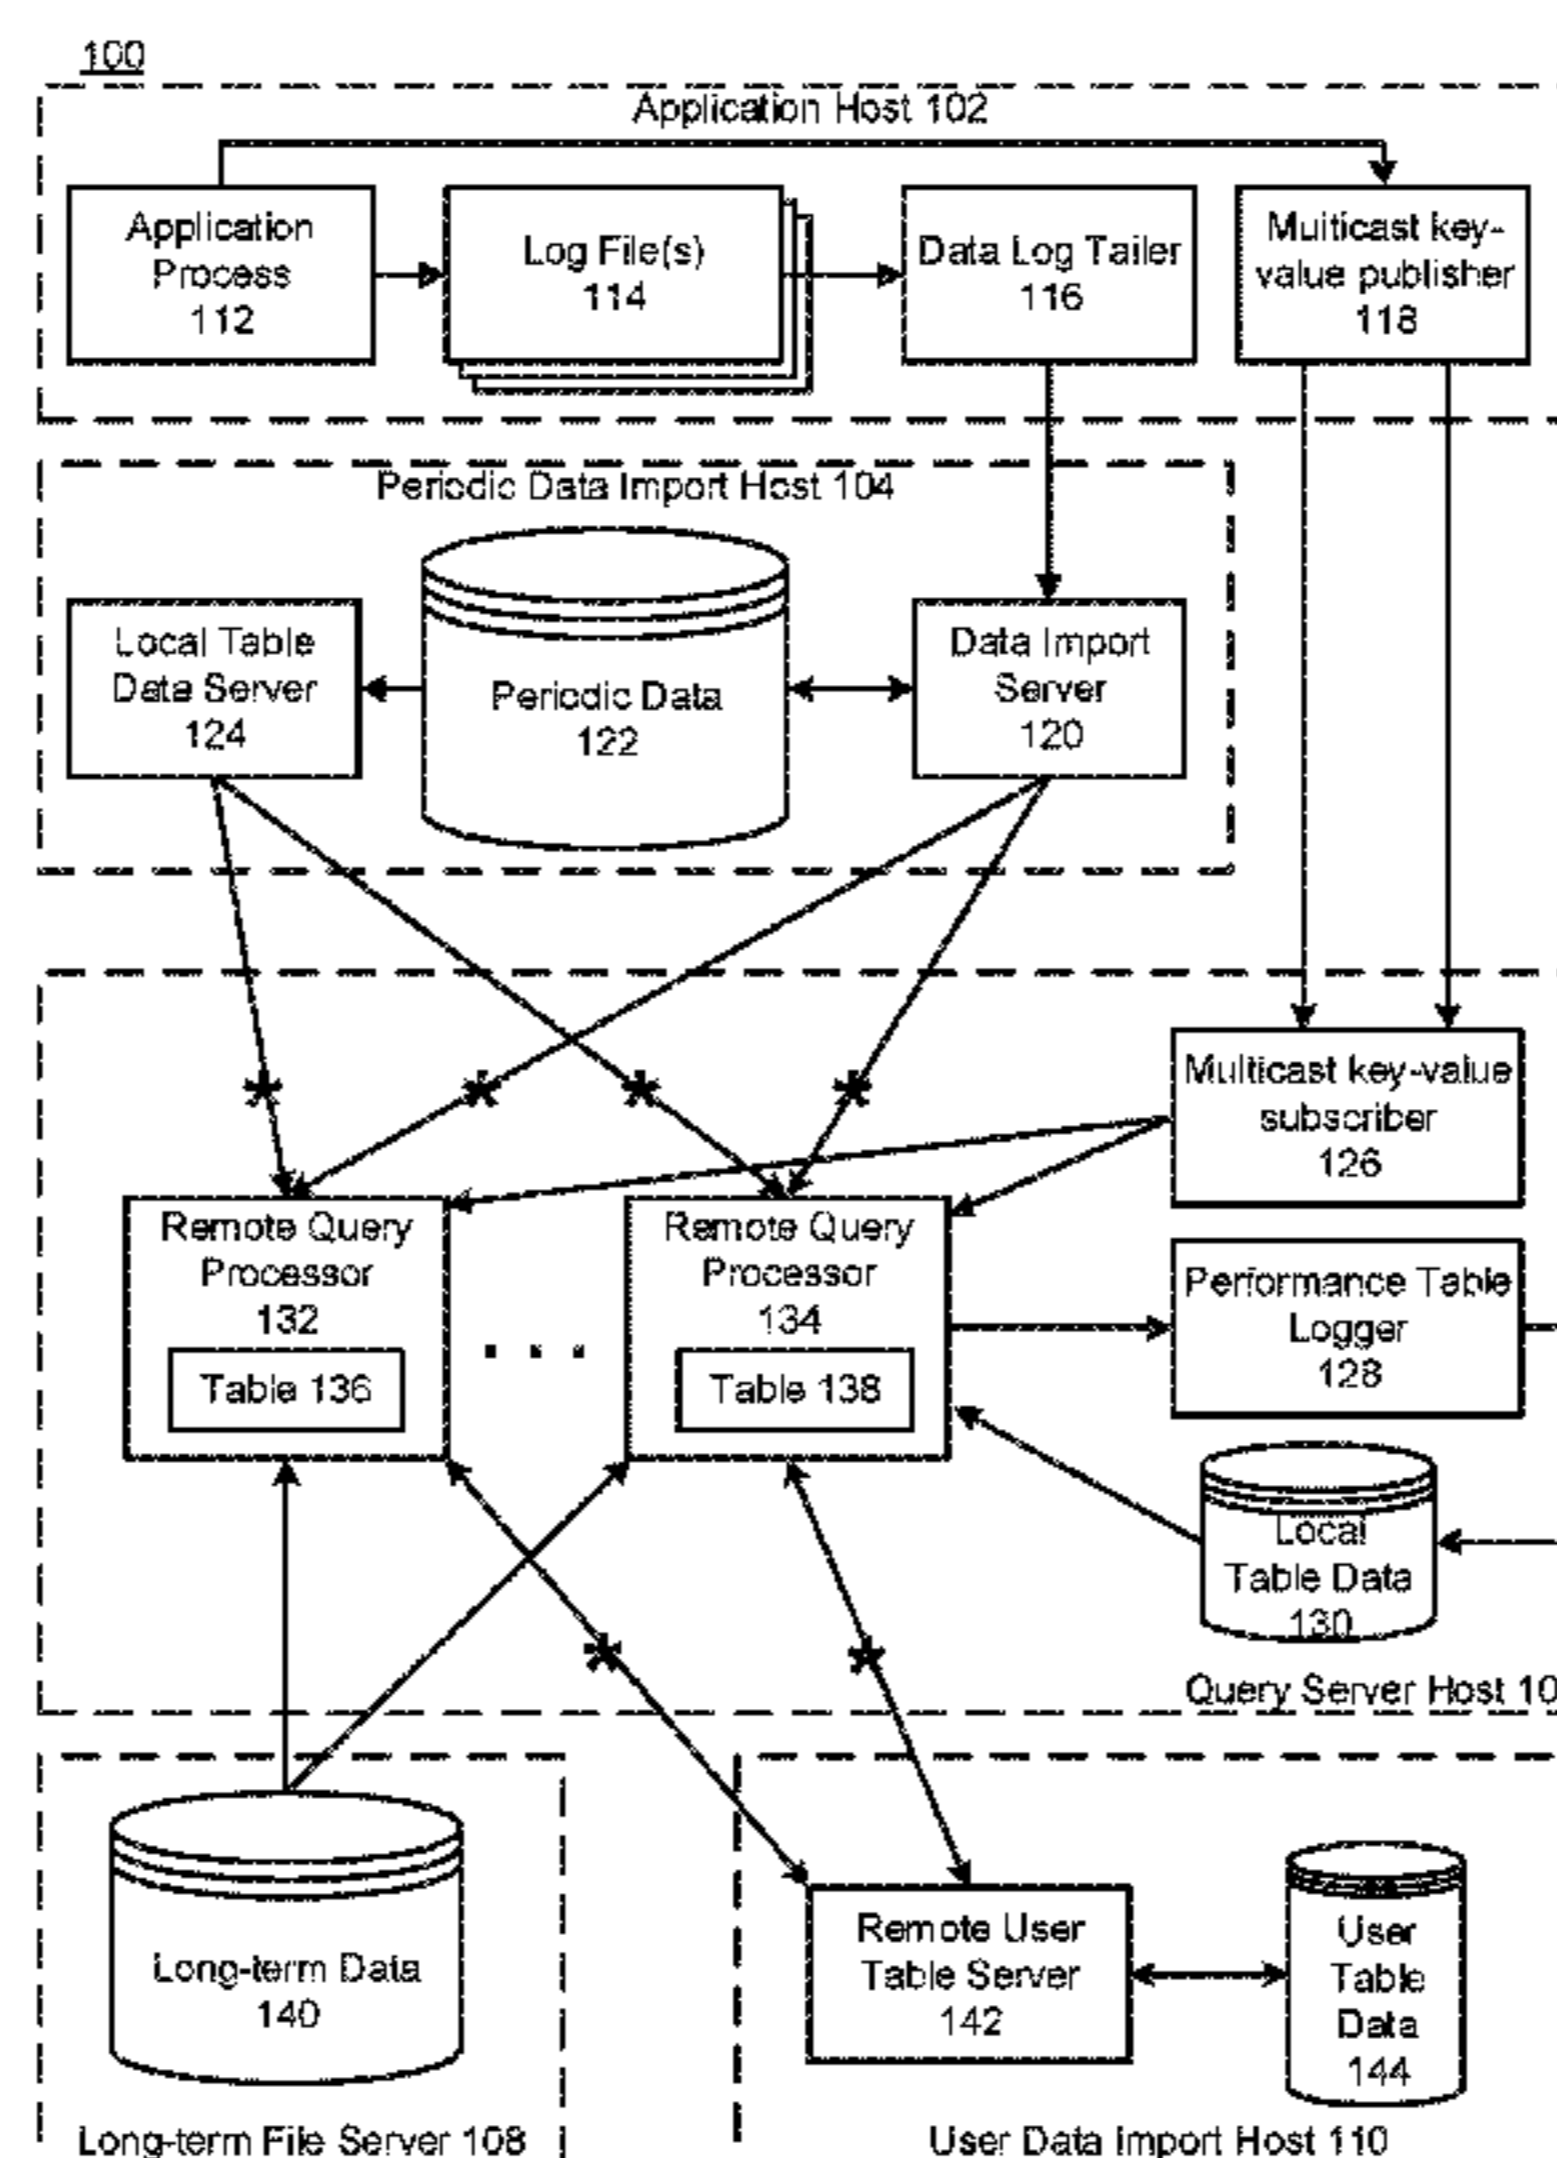 100
Application Host 102
Application
Process
112
Log File(s)
114
Data Log Tailer
116
Multicast key-
value publisher
118
Periodic Data Import Host 104
Local Table
Data Server
124
Periodic Data
122
Data Import
Server
120
Multicast key-value
subscriber
126
Remote Query
Processor
132
Table 136
. . .
Remote Query
Processor
134
Table 138
Performance Table
Logger
128
Local
Table Data
130
Query Server Host 10
Long-term Data
140
Long-term File Server 108
Remote User
Table Server
142
User
Table
Data
144
User Data Import Host 110